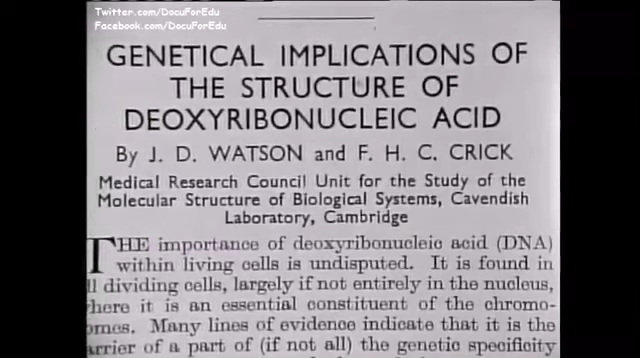 Twitter.com/DocuForEdu
Facebook.com/DocuForEdu
GENETICAL IMPLICATIONS OF
THE STRUCTURE OF
DEOXYRIBONUCLEIC ACID
By J. D. WATSON and F. H. C. CRICK
Medical Research Council Unit for the Study of the
Molecular Structure of Biological Systems, Cavendish
Laboratory, Cambridge
THE importance of deoxyribonucleic acid (DNA)
within living cells is undisputed. It is found in
ll dividing cells, largely if not entirely in the nucleus,
here it is an essential constituent of the chromo-
omes. Many lines of evidence indicate that it is the
arrier of a part of (if not all) the genetic specificity